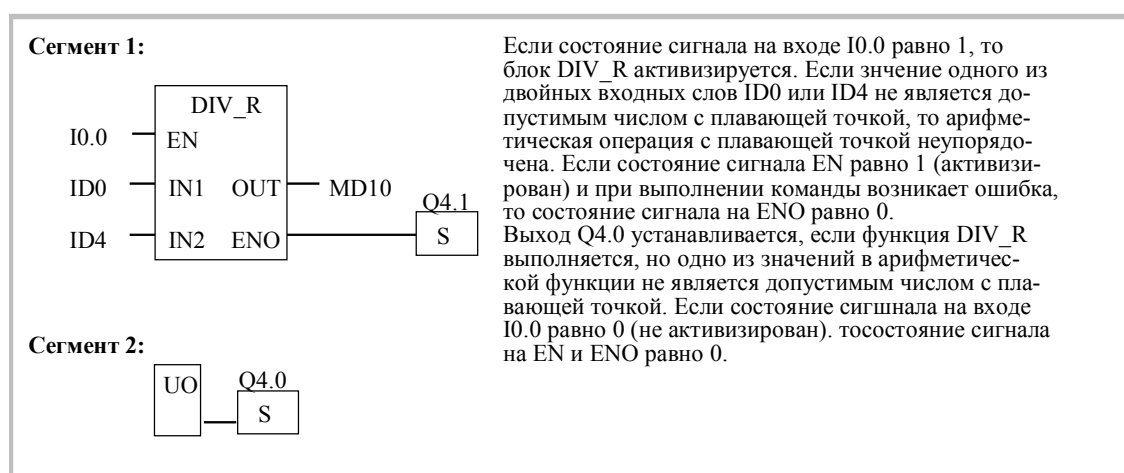 Сегмент 1:
DIV_R
I0.0 EN
ID0 IN1 OUT MD10
Q4.1
ID4 IN2 ENO S
Сегмент 2:
UO Q4.0
S
Если состояние сигнала на входе I0.0 равно 1, то
блок DIV_R активизируется. Если знчение одного из
двойных входных слов ID0 или ID4 не является до-
пустимым числом с плавающей точкой, то арифме-
тическая операция с плавающей точкой неупорядо-
чена. Если состояние сигнала EN равно 1 (активизи-
рован) и при выполнении команды возникает ошибка,
то состояние сигнала на ENO равно 0.
Выход Q4.0 устанавливается, если функция DIV_R
выполняется, но одно из значений в арифметичес-
кой функции не является допустимым числом с пла-
вающей точкой. Если состояние сигшнала на входе
I0.0 равно 0 (не активизирован). тосостояние сигнала
на EN и ENO равно 0.